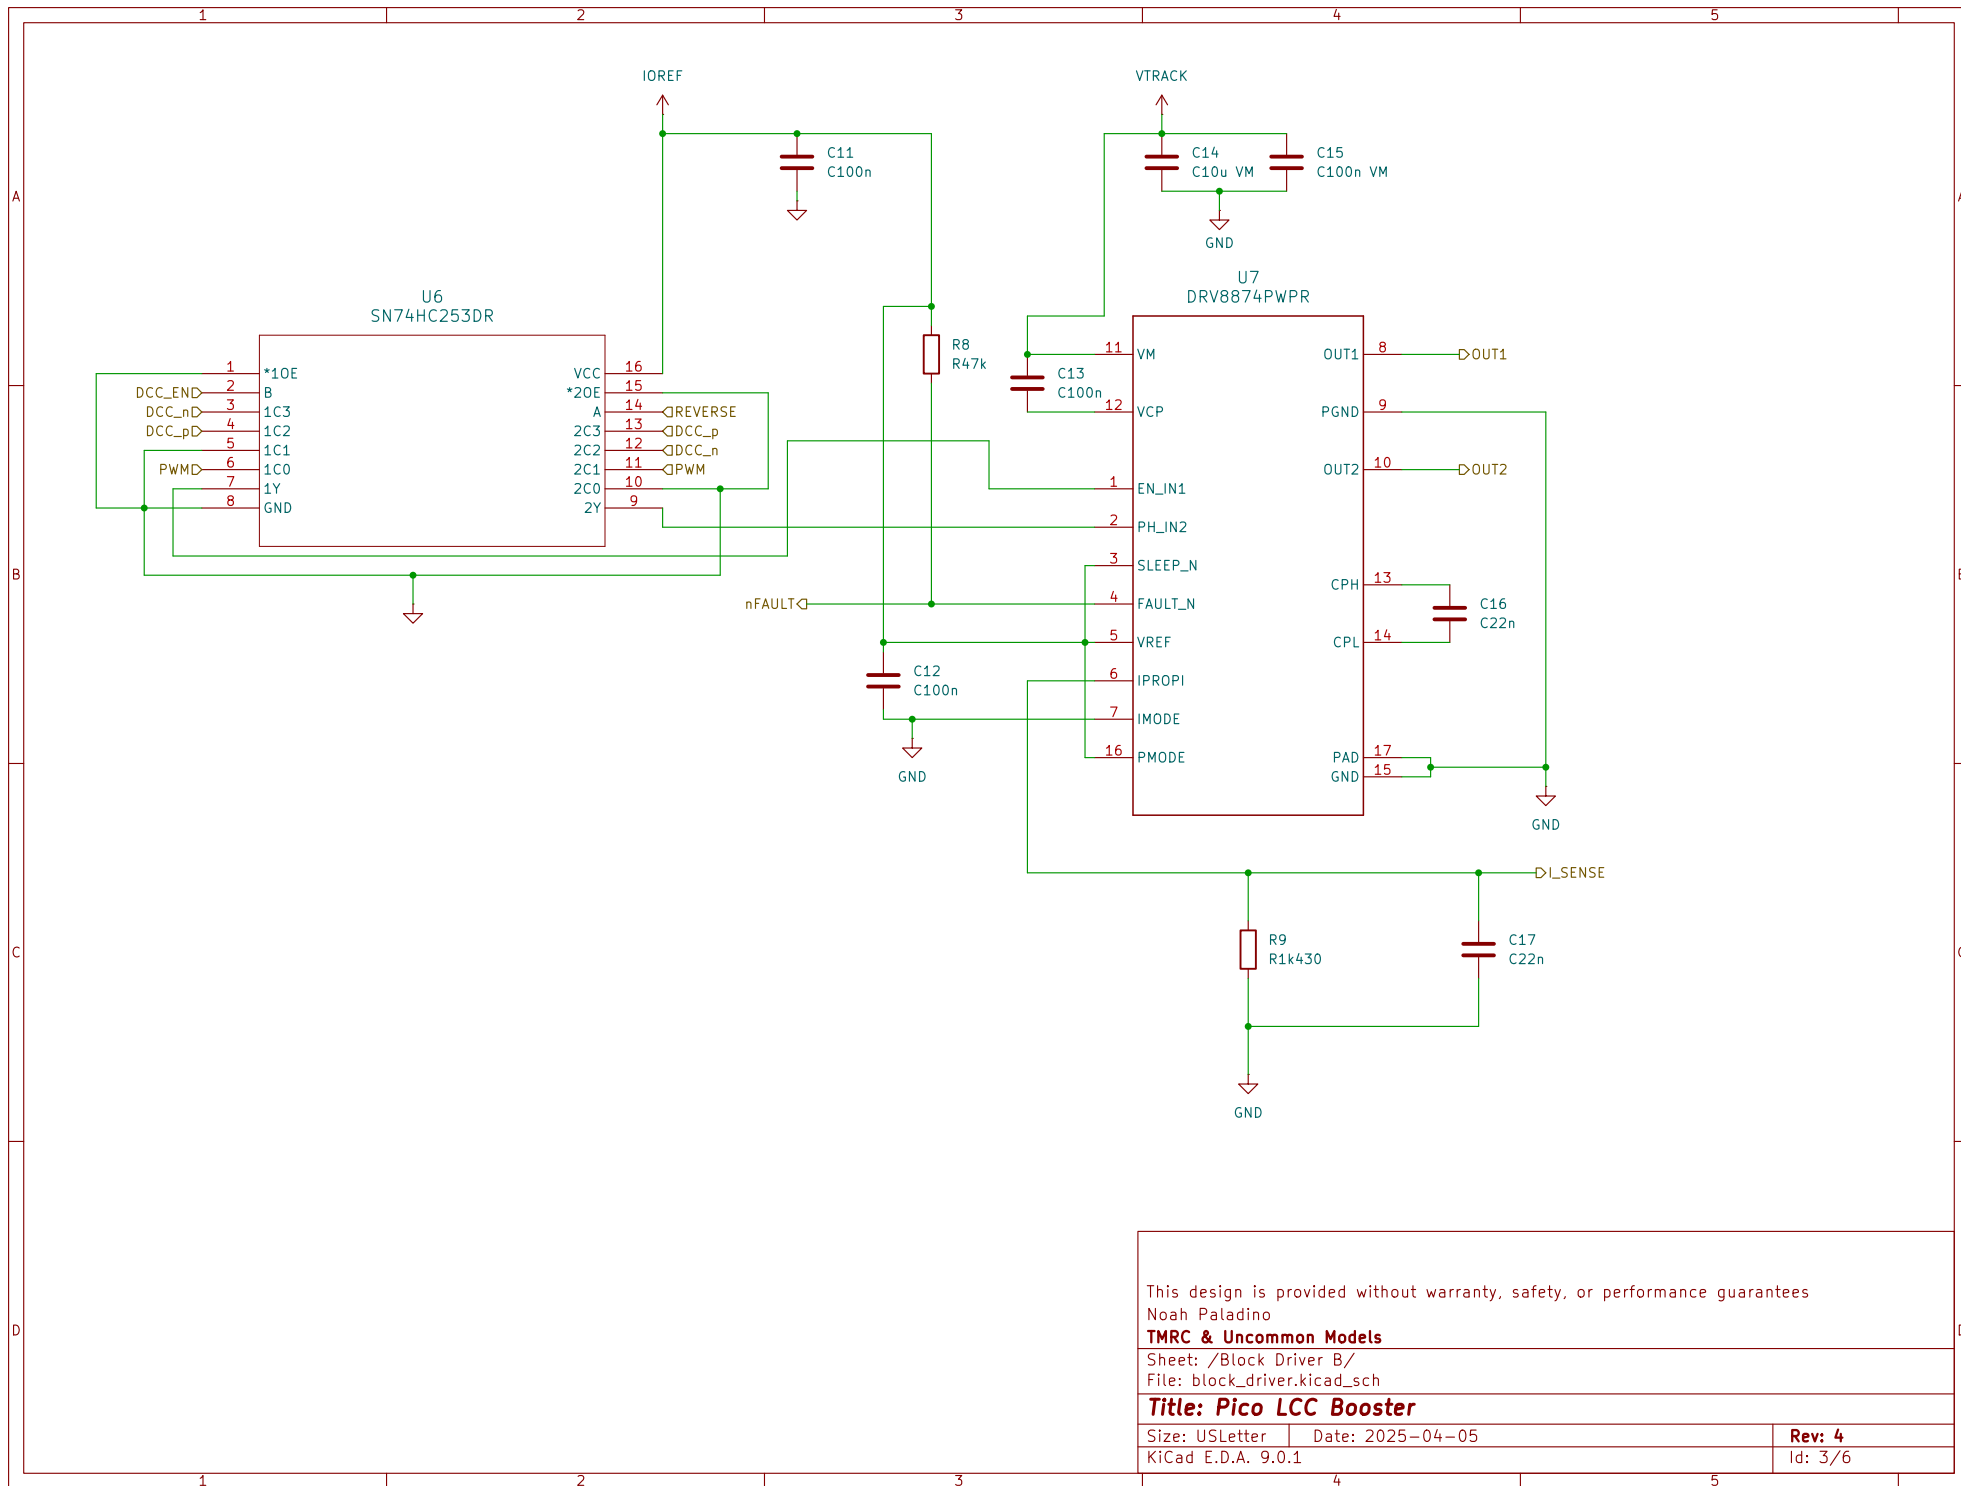 1 2 3 4 5
IOREF
VTRACK
C11
C100n
C14
C10u VM
C15
C100n VM
A
GND
U7
DRV8874PWPR
U6
SN74HC253DR
R8
R47k
11 VM
OUT1 8 OUT1
1 *1OE
VCC 16
C13
C100n
DCC_EN 2 B
*2OE 15
DCC_n 3 1C3
A 14 REVERSE
12 VCP
PGND 9
DCC_p 4 1C2
2C3 13 DCC_p
5 1C1
2C2 12 DCC_n
PWM 6 1C0
2C1 11 PWM
OUT2 10 OUT2
7 1Y
2C0 10
1 EN_IN1
8 GND
2Y 9
2 PH_IN2
3 SLEEP_N
B
CPH 13
nFAULT 4 FAULT_N
C16
C22n
5 VREF
CPL 14
C12
C100n
6 IPROPI
7 IMODE
16 PMODE
PAD 17
GND 15
GND
GND
I_SENSE
C
R9
R1k430
C17
C22n
GND
D
This design is provided without warranty, safety, or performance guarantees
Noah Paladino
TMRC & Uncommon Models
Sheet: /Block Driver B/
File: block_driver.kicad_sch
Title: Pico LCC Booster
Size: USLetter Date: 2025-04-05 Rev: 4
KiCad E.D.A. 9.0.1 Id: 3/6
1 2 3 4 5